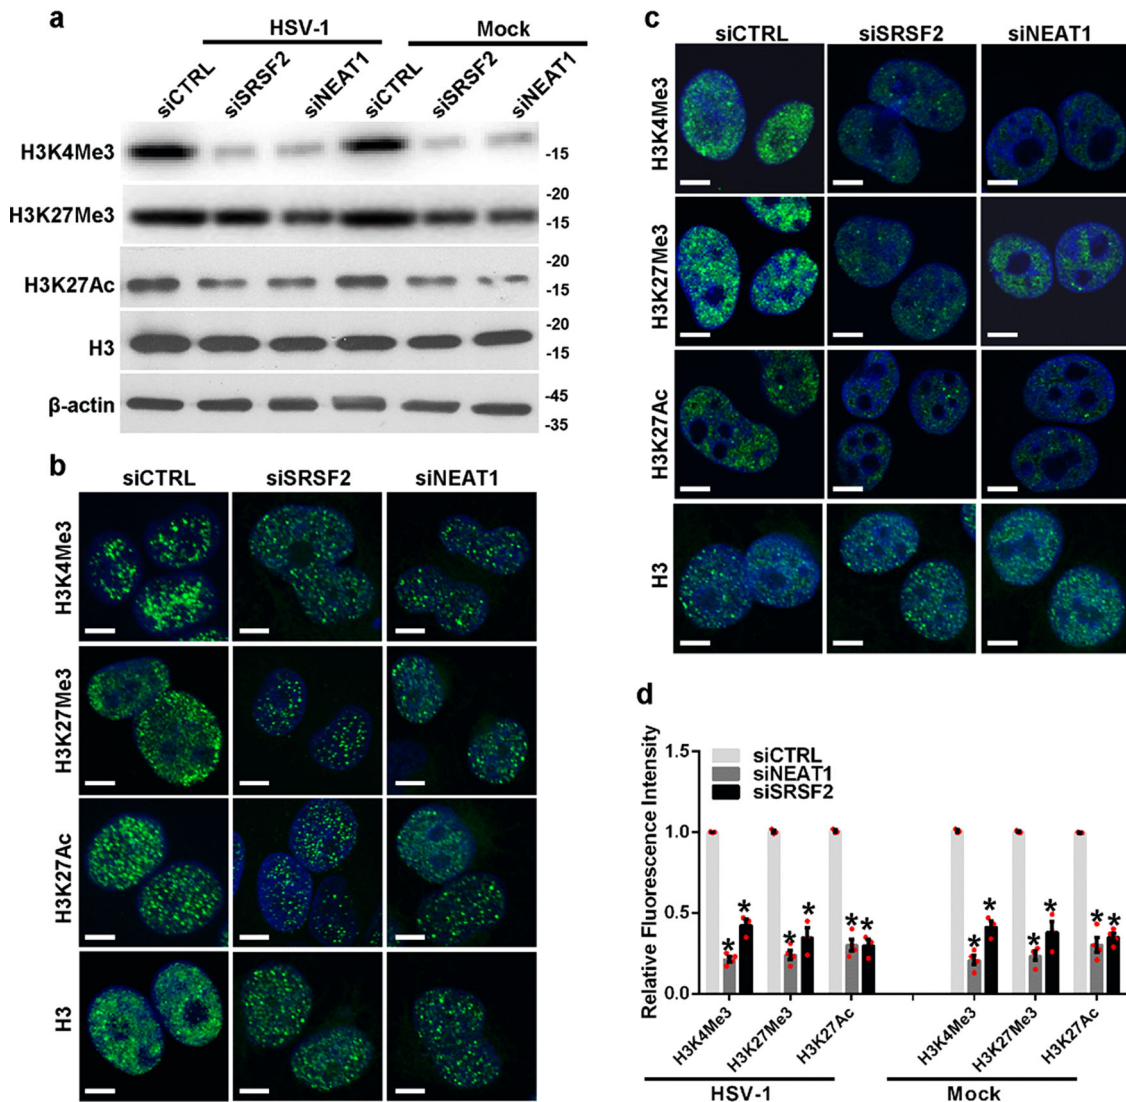 a
HSV-1 Mock
siCTRL siSRSF2 siNEAT1 siCTRL siSRSF2 siNEAT1
H3K4Me3 -15
H3K27Me3 -20
-15
H3K27Ac -20
-15
H3 -20
-15
β-actin -45
-35
b
siCTRL siSRSF2 siNEAT1
H3K4Me3
H3K27Me3
H3K27Ac
H3
c
siCTRL siSRSF2 siNEAT1
H3K4Me3
H3K27Me3
H3K27Ac
H3
d
Relative Fluorescence Intensity
1.5
1.0
0.5
0.0
siCTRL
siNEAT1
siSRSF2
* * * * * * * * * * * *
H3K4Me3 H3K27Me3 H3K27Ac H3K4Me3 H3K27Me3 H3K27Ac
HSV-1 Mock